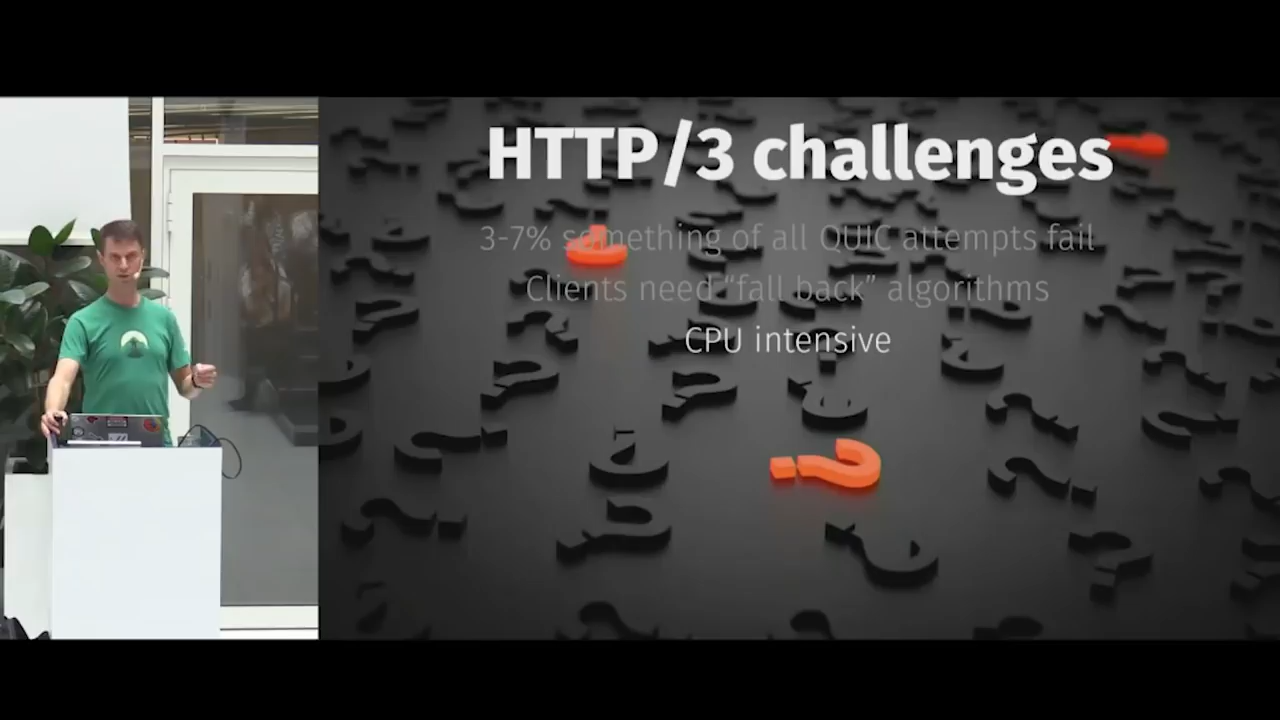 HTTP/3 challenges
3-7% something of all QUIC attempts fail
Clients need “fall back” algorithms
CPU intensive